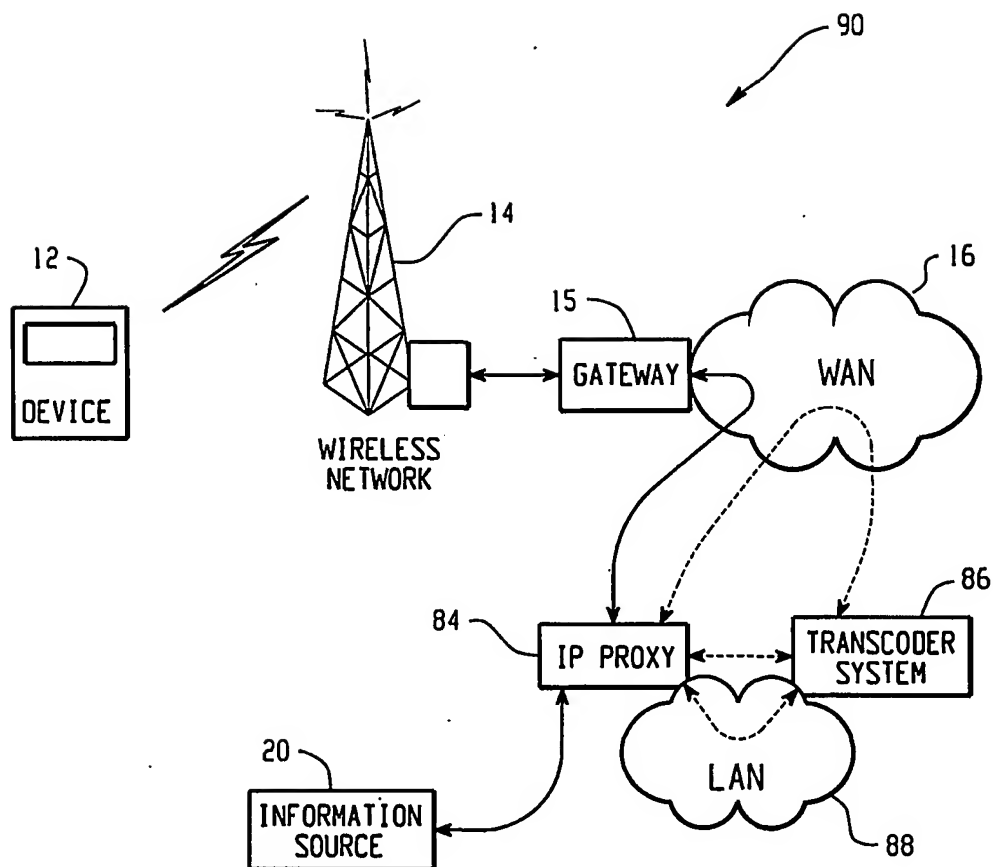 90
14
12
16
15
GATEWAY
WAN
DEVICE
WIRELESS
NETWORK
86
84
IP PROXY
TRANSCODER
SYSTEM
20
LAN
INFORMATION
SOURCE
88